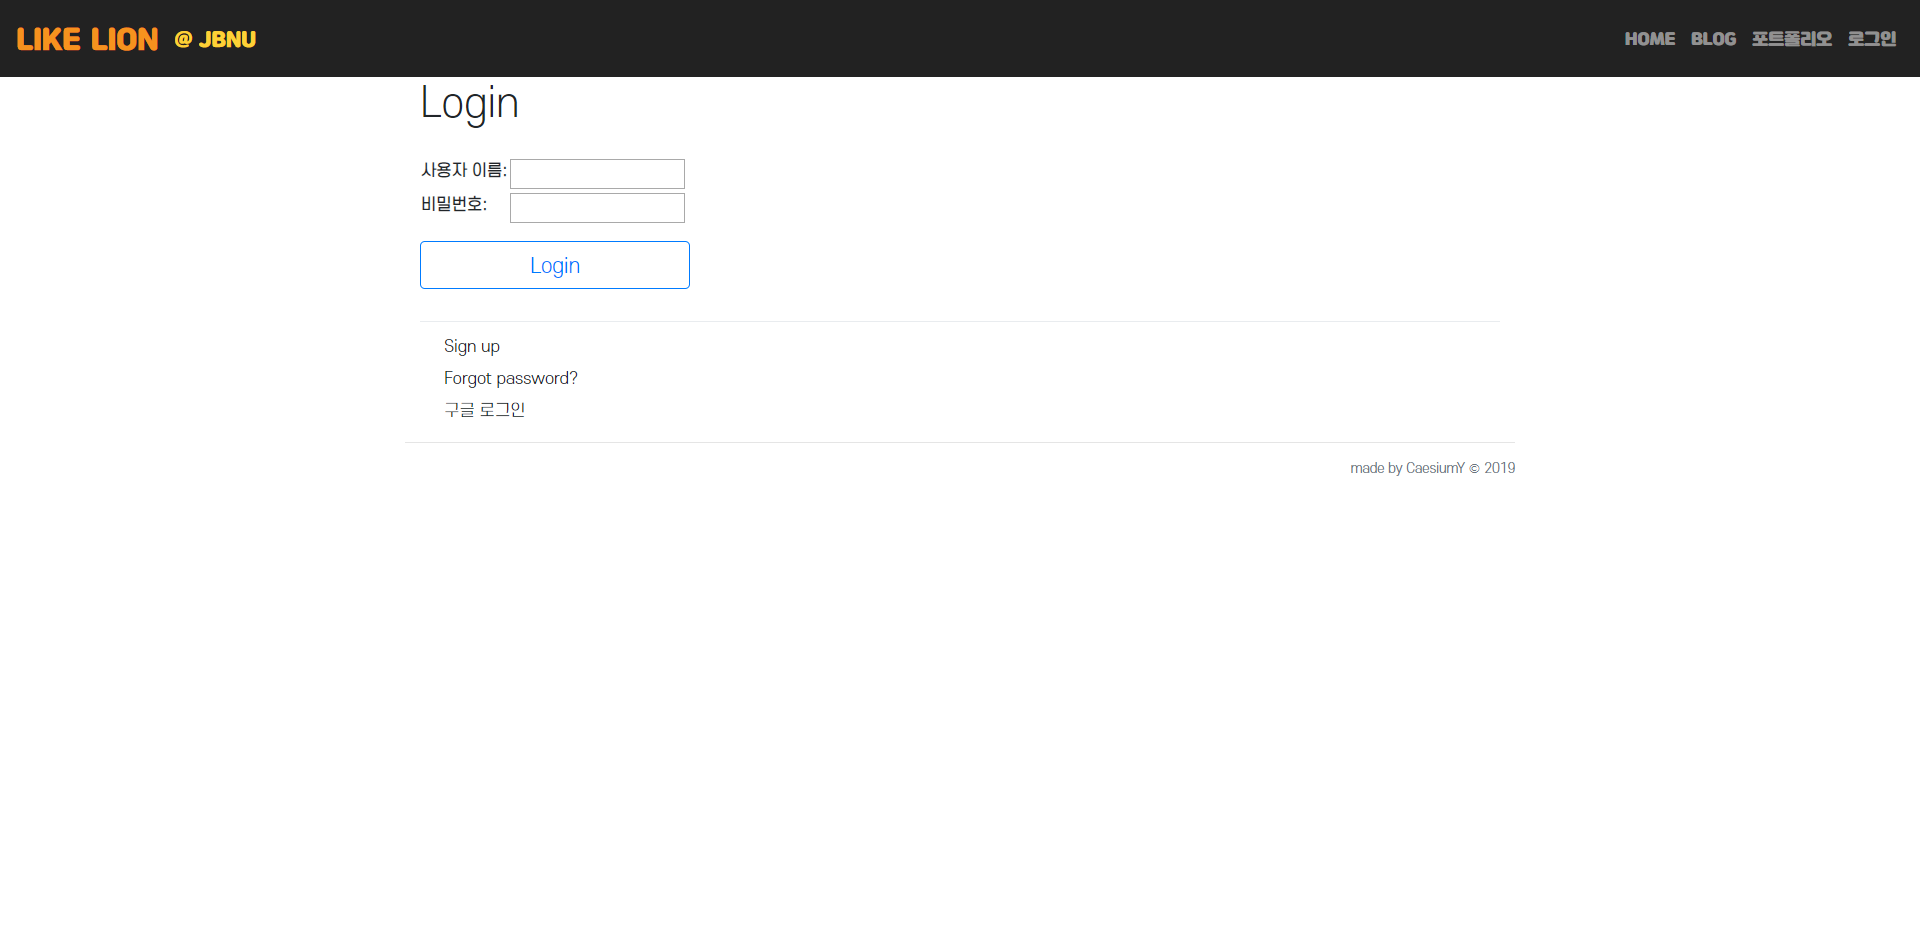 LIKE LION @ JBNU HOME BLOG 포트폴리오 로그인
Login
사용자 이름:
비밀번호:
Login
Sign up
Forgot password?
구글 로그인
made by CaesiumY © 2019